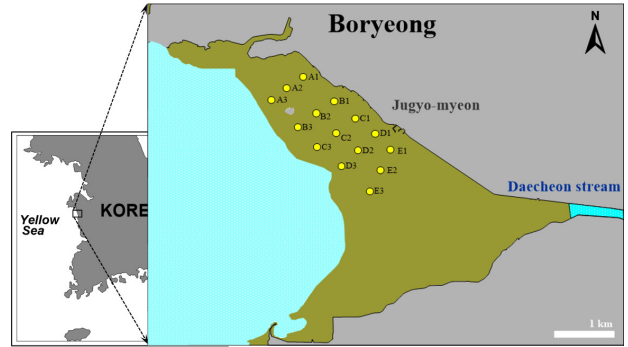 Boryeong
N
A1
A2
A3
B1
B2
B3
C1
C2
C3
D1
D2
D3
E1
E2
E3
Jugyo-myeon
Daecheon stream
Yellow
Sea
KORE
1 km